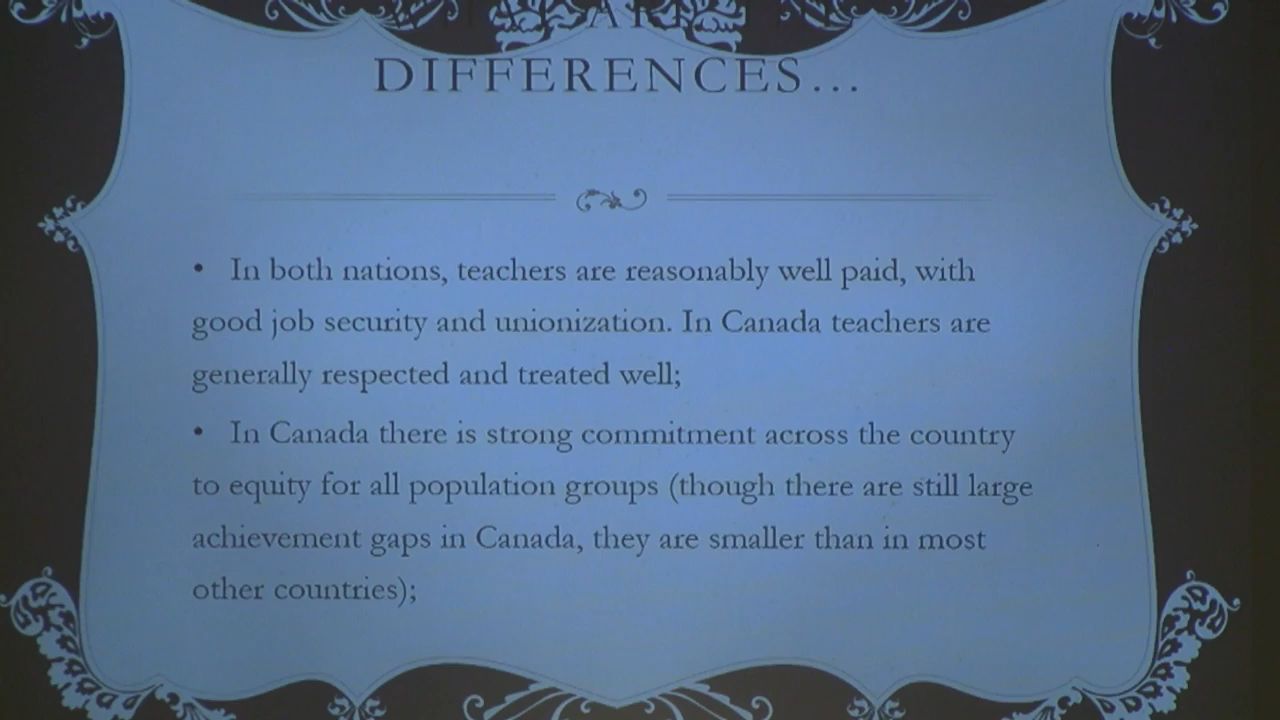 DIFFERENCES...
• In both nations, teachers are reasonably well paid, with
good job security and unionization. In Canada teachers are
generally respected and treated well;
• In Canada there is strong commitment across the country
to equity for all population groups (though there are still large
achievement gaps in Canada, they are smaller than in most
other countries);